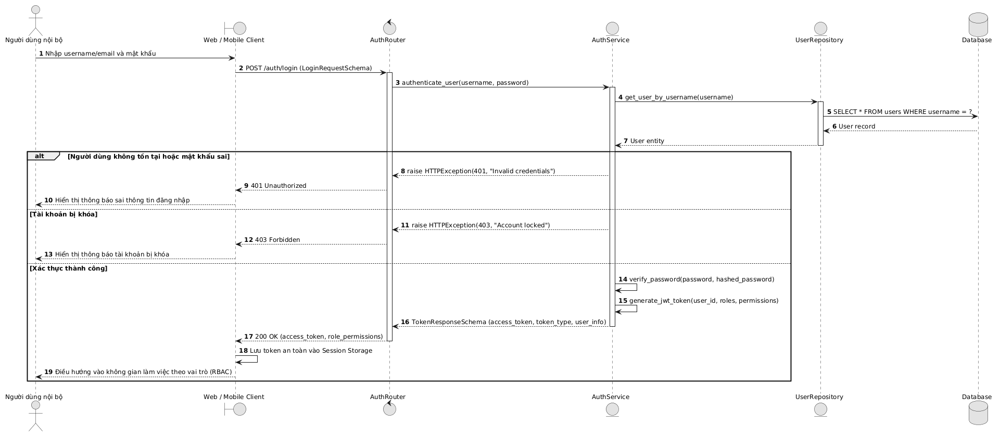 Người dùng nội bộ
Web / Mobile Client
AuthRouter
AuthService
UserRepository
Database
1 Nhập username/email và mật khẩu
2 POST /auth/login (LoginRequestSchema)
3 authenticate_user(username, password)
4 get_user_by_username(username)
5 SELECT * FROM users WHERE username = ?
6 User record
7 User entity
alt [Người dùng không tồn tại hoặc mật khẩu sai]
8 raise HTTPException(401, "Invalid credentials")
9 401 Unauthorized
10 Hiển thị thông báo sai thông tin đăng nhập
[Tài khoản bị khóa]
11 raise HTTPException(403, "Account locked")
12 403 Forbidden
13 Hiển thị thông báo tài khoản bị khóa
[Xác thực thành công]
14 verify_password(password, hashed_password)
15 generate_jwt_token(user_id, roles, permissions)
16 TokenResponseSchema (access_token, token_type, user_info)
17 200 OK (access_token, role_permissions)
18 Lưu token an toàn vào Session Storage
19 Điều hướng vào không gian làm việc theo vai trò (RBAC)
Người dùng nội bộ
Web / Mobile Client
AuthRouter
AuthService
UserRepository
Database